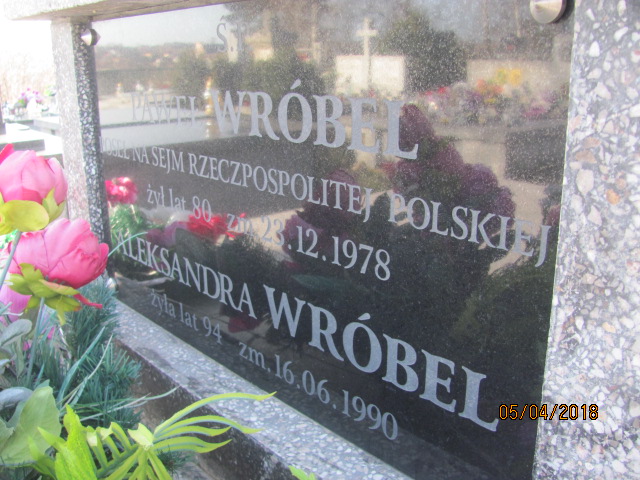 Ś
PAWEŁ WRÓBEL
POSEŁ NA SEJM RZECZPOSPOLITEJ POLSKIEJ
żył lat 80 zm. 23.12.1978
ALEKSANDRA WRÓBEL
żyła lat 94 zm. 16.06.1990
05/04/2018